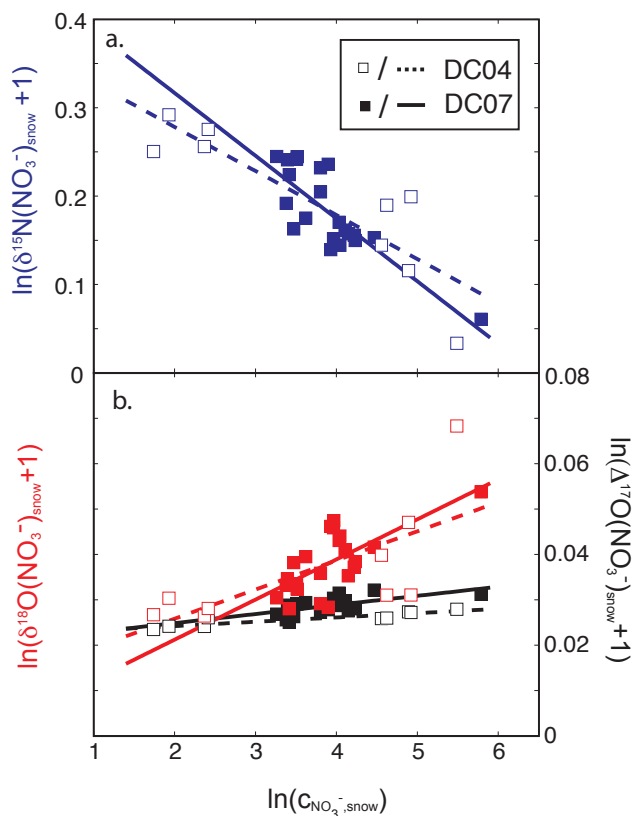 0.4
a.
DC04
DC07
0.3
0.2
0.1
0
ln(δ¹⁵N(NO₃⁻)snow +1)
b.
0.08
0.06
0.04
0.02
0
ln(δ¹⁸O(NO₃⁻)snow+1)
ln(Δ¹⁷O(NO₃⁻)snow+1)
1 2 3 4 5 6
ln(cNO₃⁻,snow)